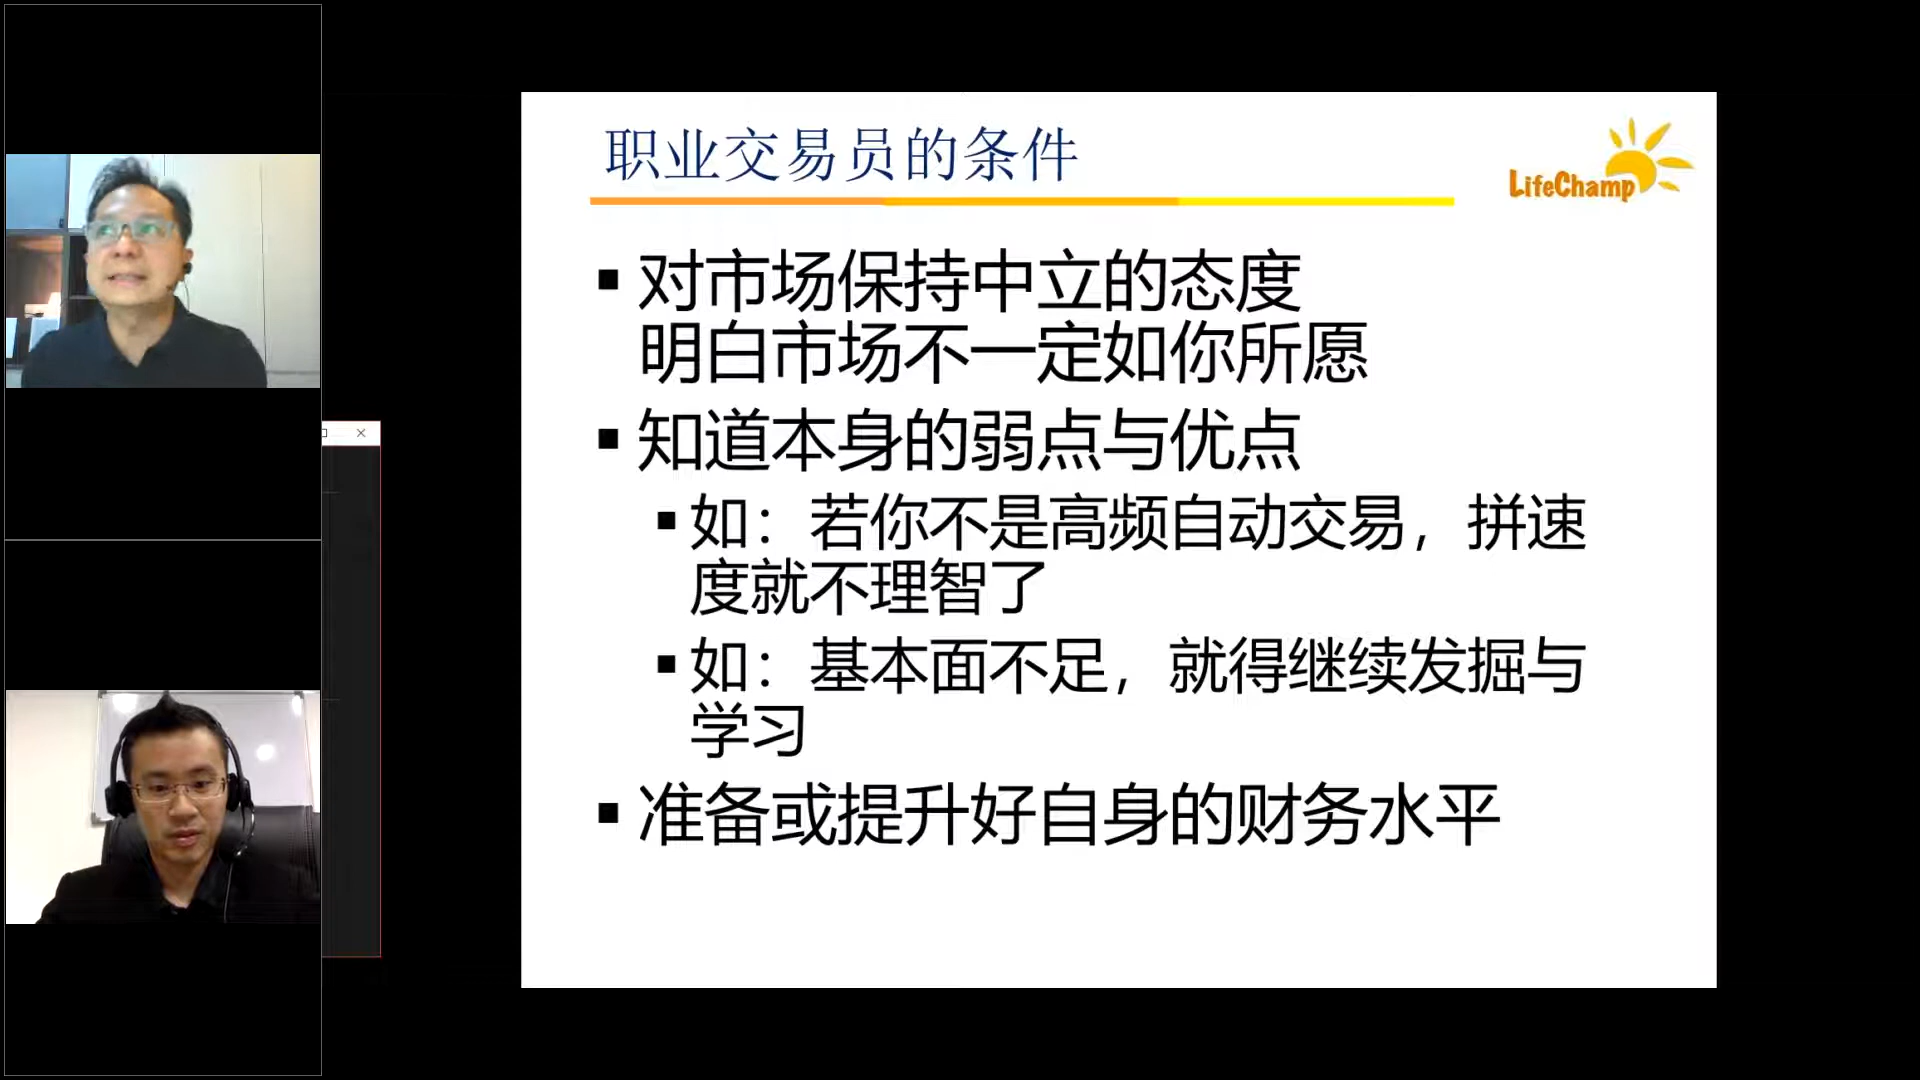 职业交易员的条件
LifeChamp
▪ 对市场保持中立的态度
明白市场不一定如你所愿
▪ 知道本身的弱点与优点
▪ 如：若你不是高频自动交易，拼速
度就不理智了
▪ 如：基本面不足，就得继续发掘与
学习
▪ 准备或提升好自身的财务水平